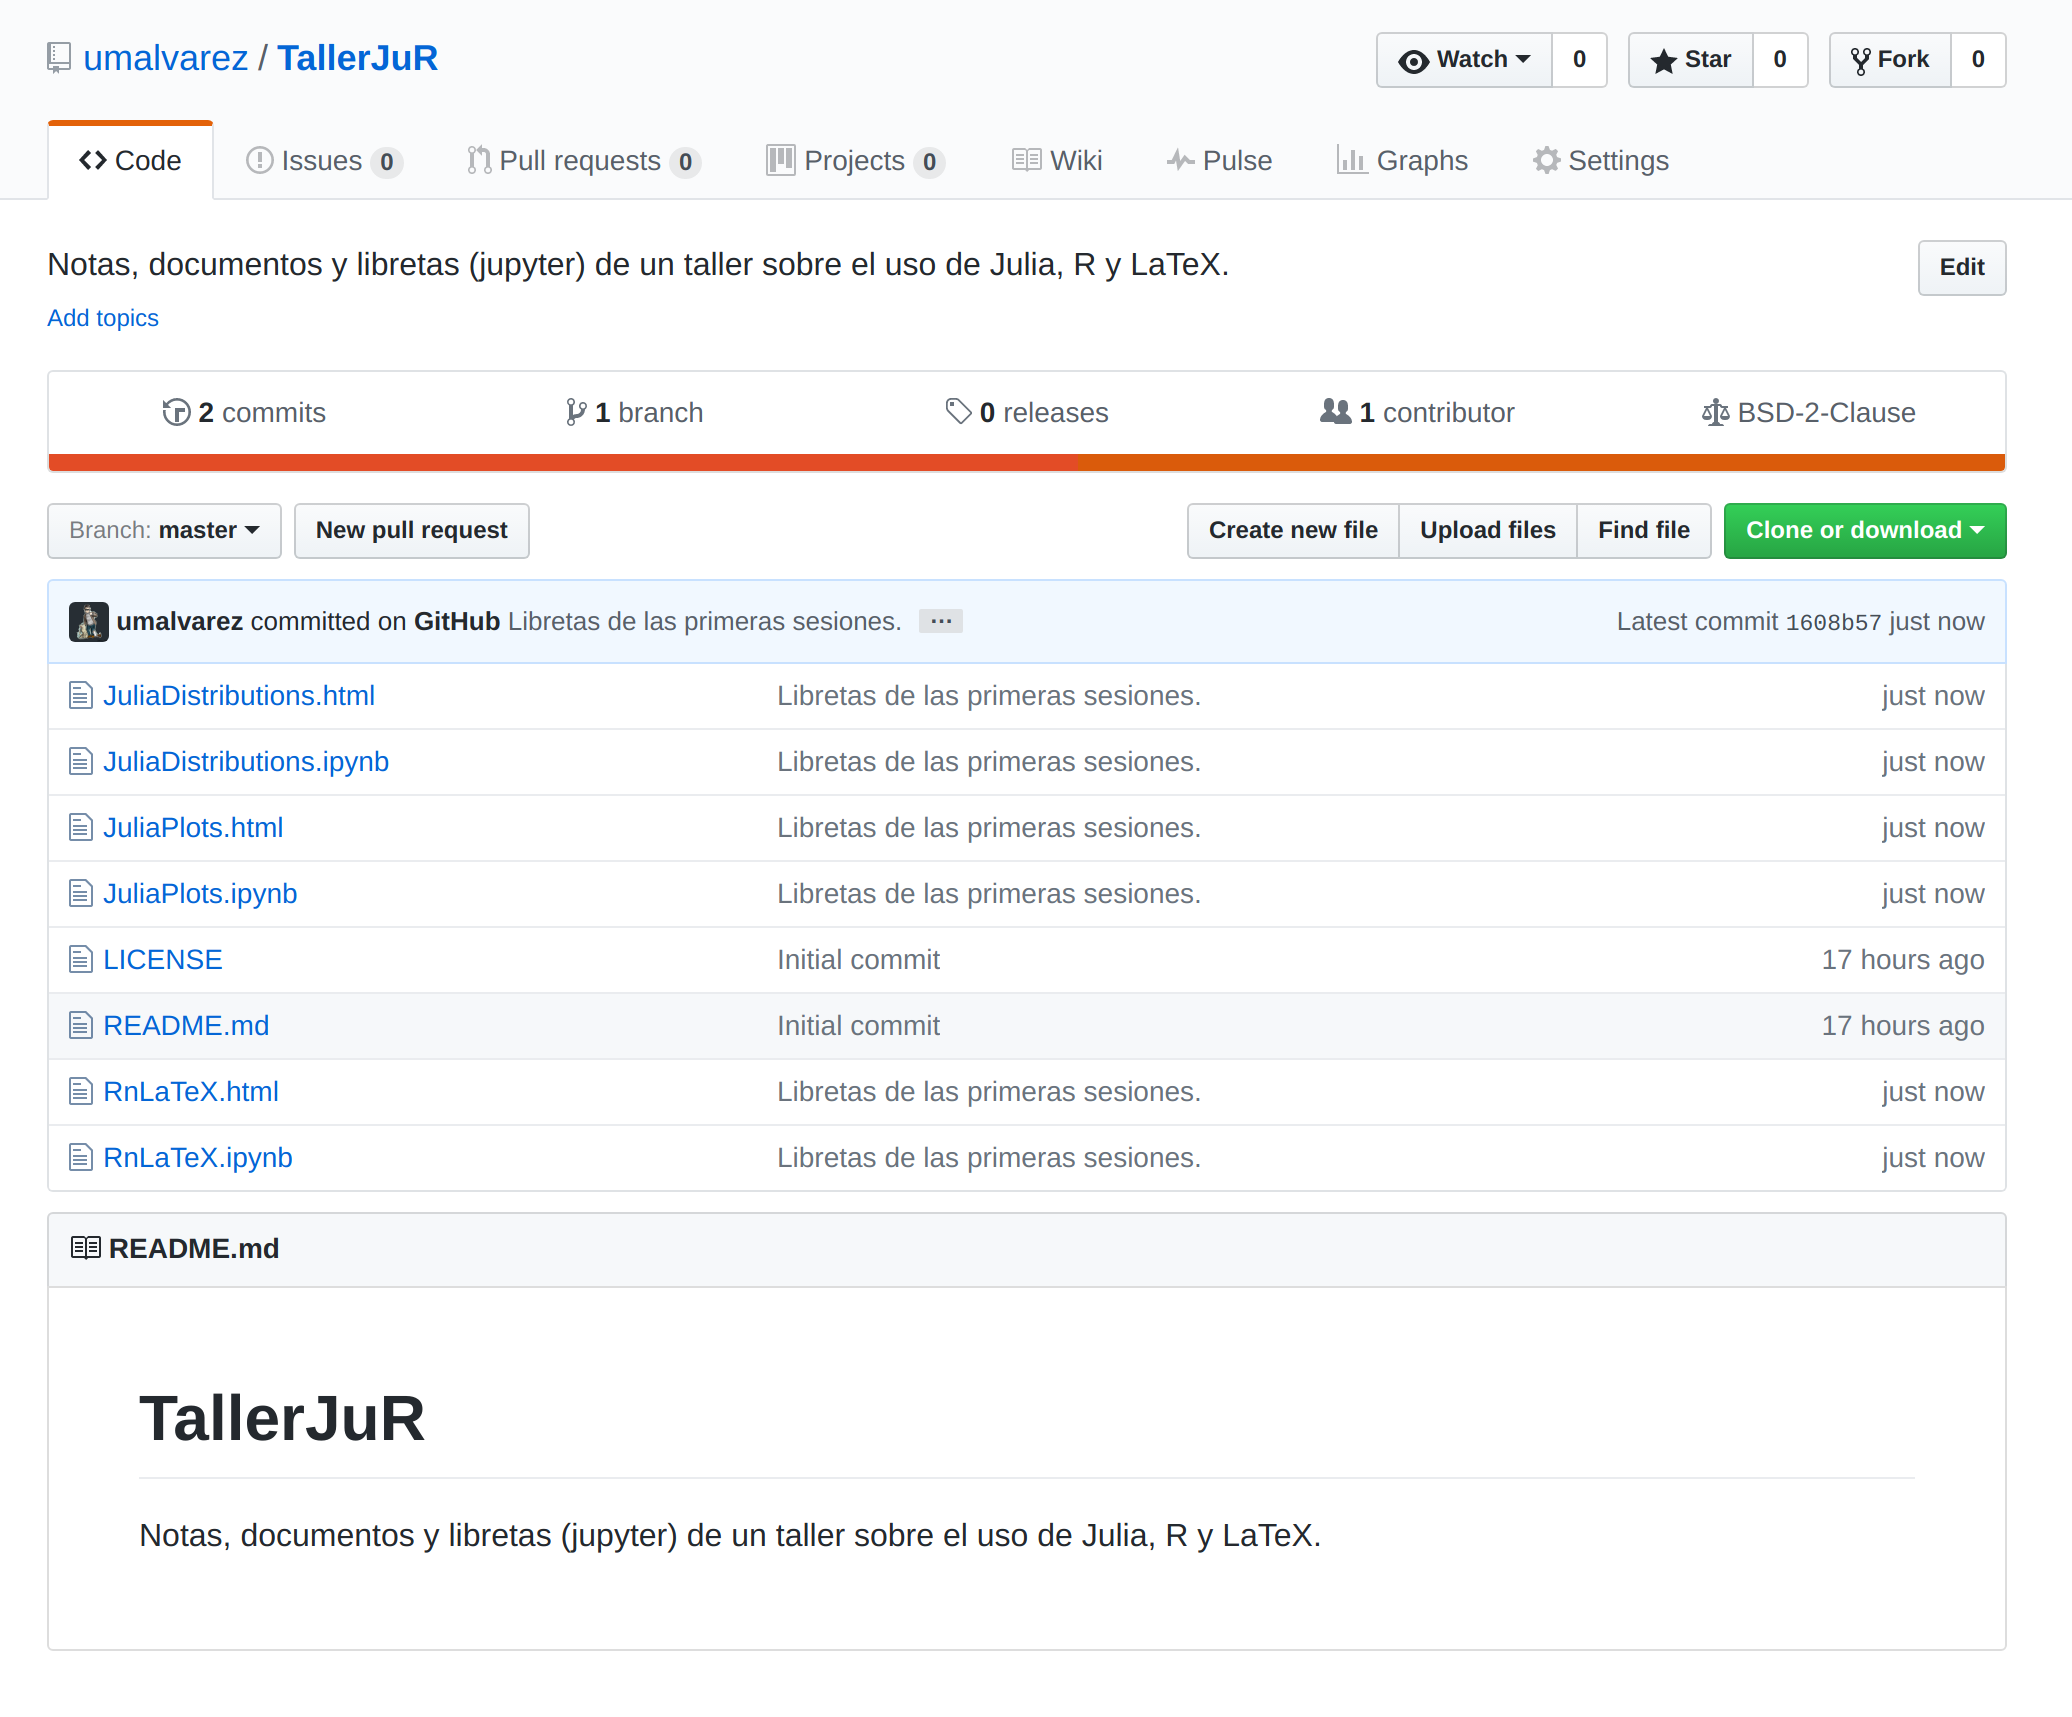 umalvarez / TallerJuR
Watch 0 Star 0 Fork 0
Code Issues 0 Pull requests 0 Projects 0 Wiki Pulse Graphs Settings
Notas, documentos y libretas (jupyter) de un taller sobre el uso de Julia, R y LaTeX. Edit
Add topics
2 commits 1 branch 0 releases 1 contributor BSD-2-Clause
Branch: master New pull request Create new file Upload files Find file Clone or download
umalvarez committed on GitHub Libretas de las primeras sesiones. … Latest commit 1608b57 just now
JuliaDistributions.html Libretas de las primeras sesiones. just now
JuliaDistributions.ipynb Libretas de las primeras sesiones. just now
JuliaPlots.html Libretas de las primeras sesiones. just now
JuliaPlots.ipynb Libretas de las primeras sesiones. just now
LICENSE Initial commit 17 hours ago
README.md Initial commit 17 hours ago
RnLaTeX.html Libretas de las primeras sesiones. just now
RnLaTeX.ipynb Libretas de las primeras sesiones. just now
README.md
TallerJuR
Notas, documentos y libretas (jupyter) de un taller sobre el uso de Julia, R y LaTeX.